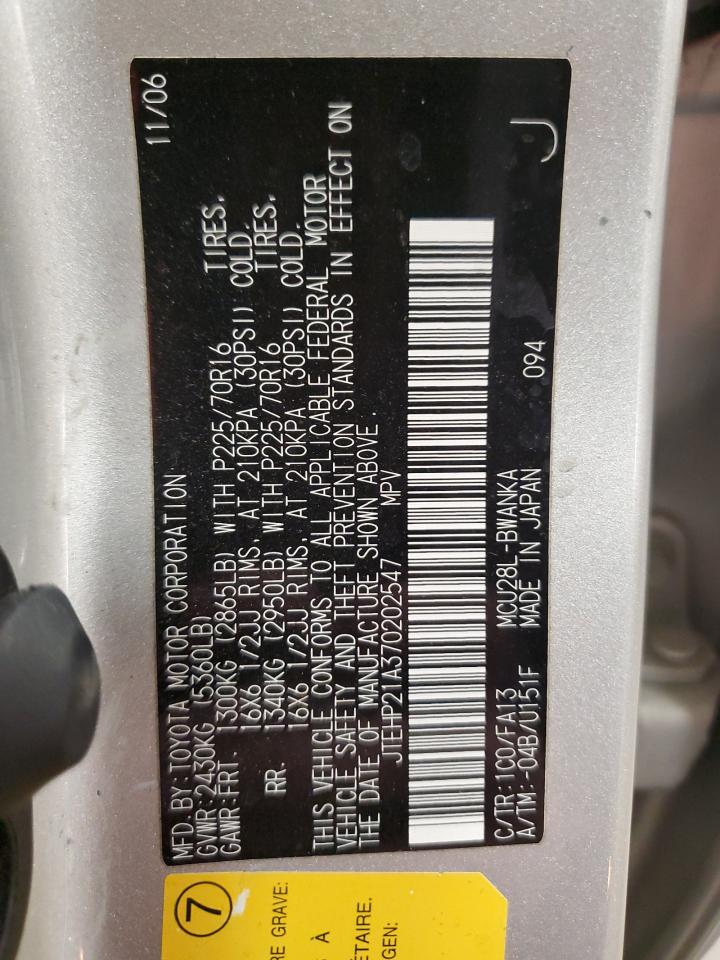 MFD.BY:TOYOTA MOTOR CORPORATION 11/06
GVWR:2430KG (5360LB)
GAWR:FRT. 1300KG (2865LB) WITH P225/70R16 TIRES.
16X6 1/2JJ RIMS, AT 210KPA (30PSI) COLD.
RR. 1340KG (2950LB) WITH P225/70R16 TIRES.
16X6 1/2JJ RIMS, AT 210KPA (30PSI) COLD.
THIS VEHICLE CONFORMS TO ALL APPLICABLE FEDERAL MOTOR
VEHICLE SAFETY AND THEFT PREVENTION STANDARDS IN EFFECT ON
THE DATE OF MANUFACTURE SHOWN ABOVE.
JTEHP21A370202547 MPV
C/TR:1C0/FA13 MCU28L-BWANKA
A/TM:-04B/U151F MADE IN JAPAN 094
J
7
RE GRAVE:
À
ÉTAIRE.
GEN: